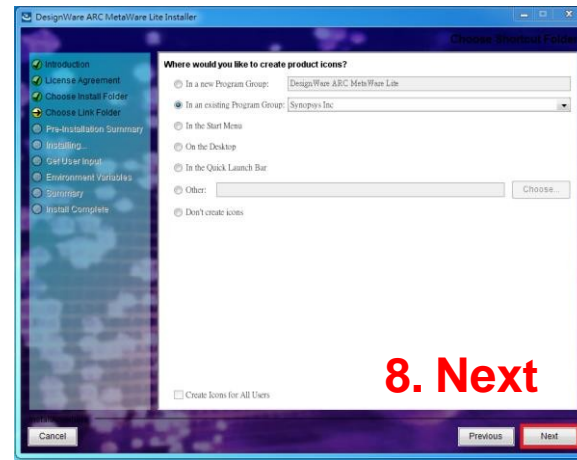 DesignWare ARC MetaWare Lite Installer
Choose Shortcut Folder
Introduction
License Agreement
Choose Install Folder
Choose Link Folder
Pre-Installation Summary
Installing...
Get User Input
Environment Variables
Summary
Install Complete
Where would you like to create product icons?
In a new Program Group: DesignWare ARC MetaWare Lite
In an existing Program Group: Synopsys Inc
In the Start Menu
On the Desktop
In the Quick Launch Bar
Other: Choose...
Don't create icons
Create Icons for All Users
8. Next
Cancel Previous Next